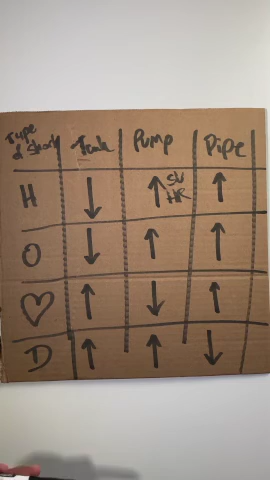 Type of Shock Tank Pump Pipe
H ↓ ↑ SV HR ↑
O ↓ ↑ ↑
♡ ↑ ↓ ↑
D ↑ ↑ ↓